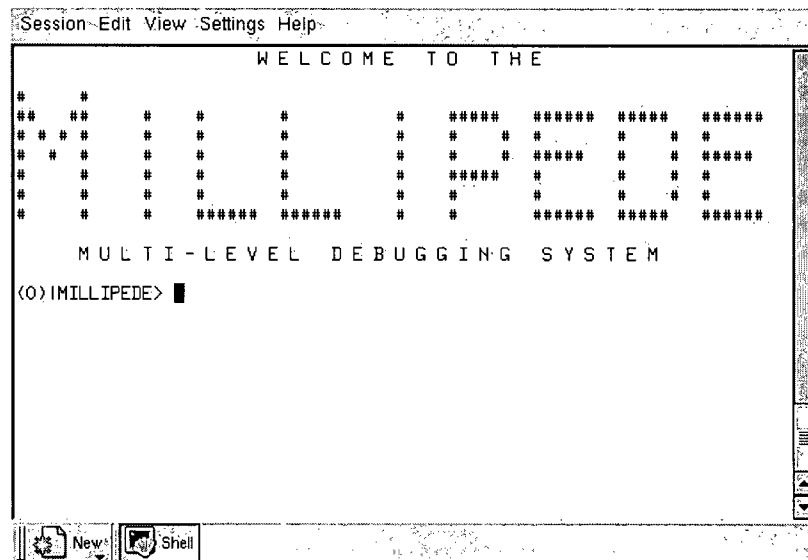 Session Edit View Settings Help
WELCOME TO THE
MILLIPEDE
MULTI-LEVEL DEBUGGING SYSTEM
(0)|MILLIPEDE>
New Shell